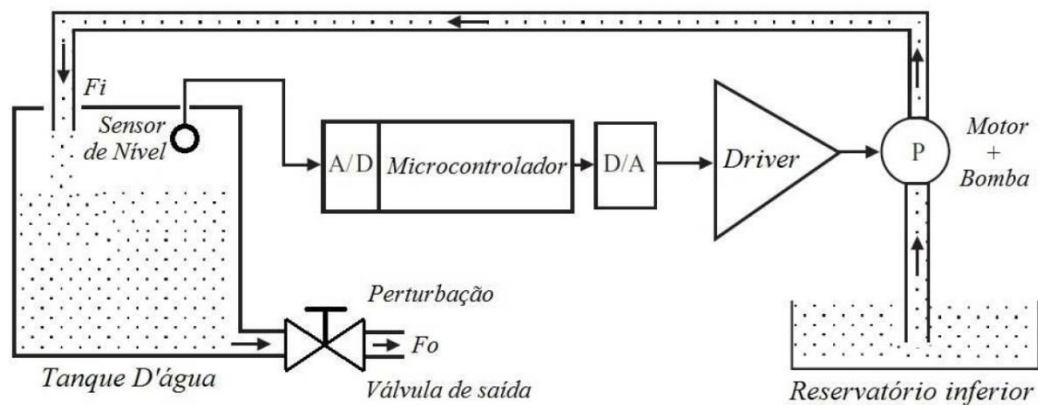 Fi
Sensor
de Nível
A/D
Microcontrolador
D/A
Driver
P
Motor
+
Bomba
Perturbação
Fo
Tanque D'água
Válvula de saída
Reservatório inferior